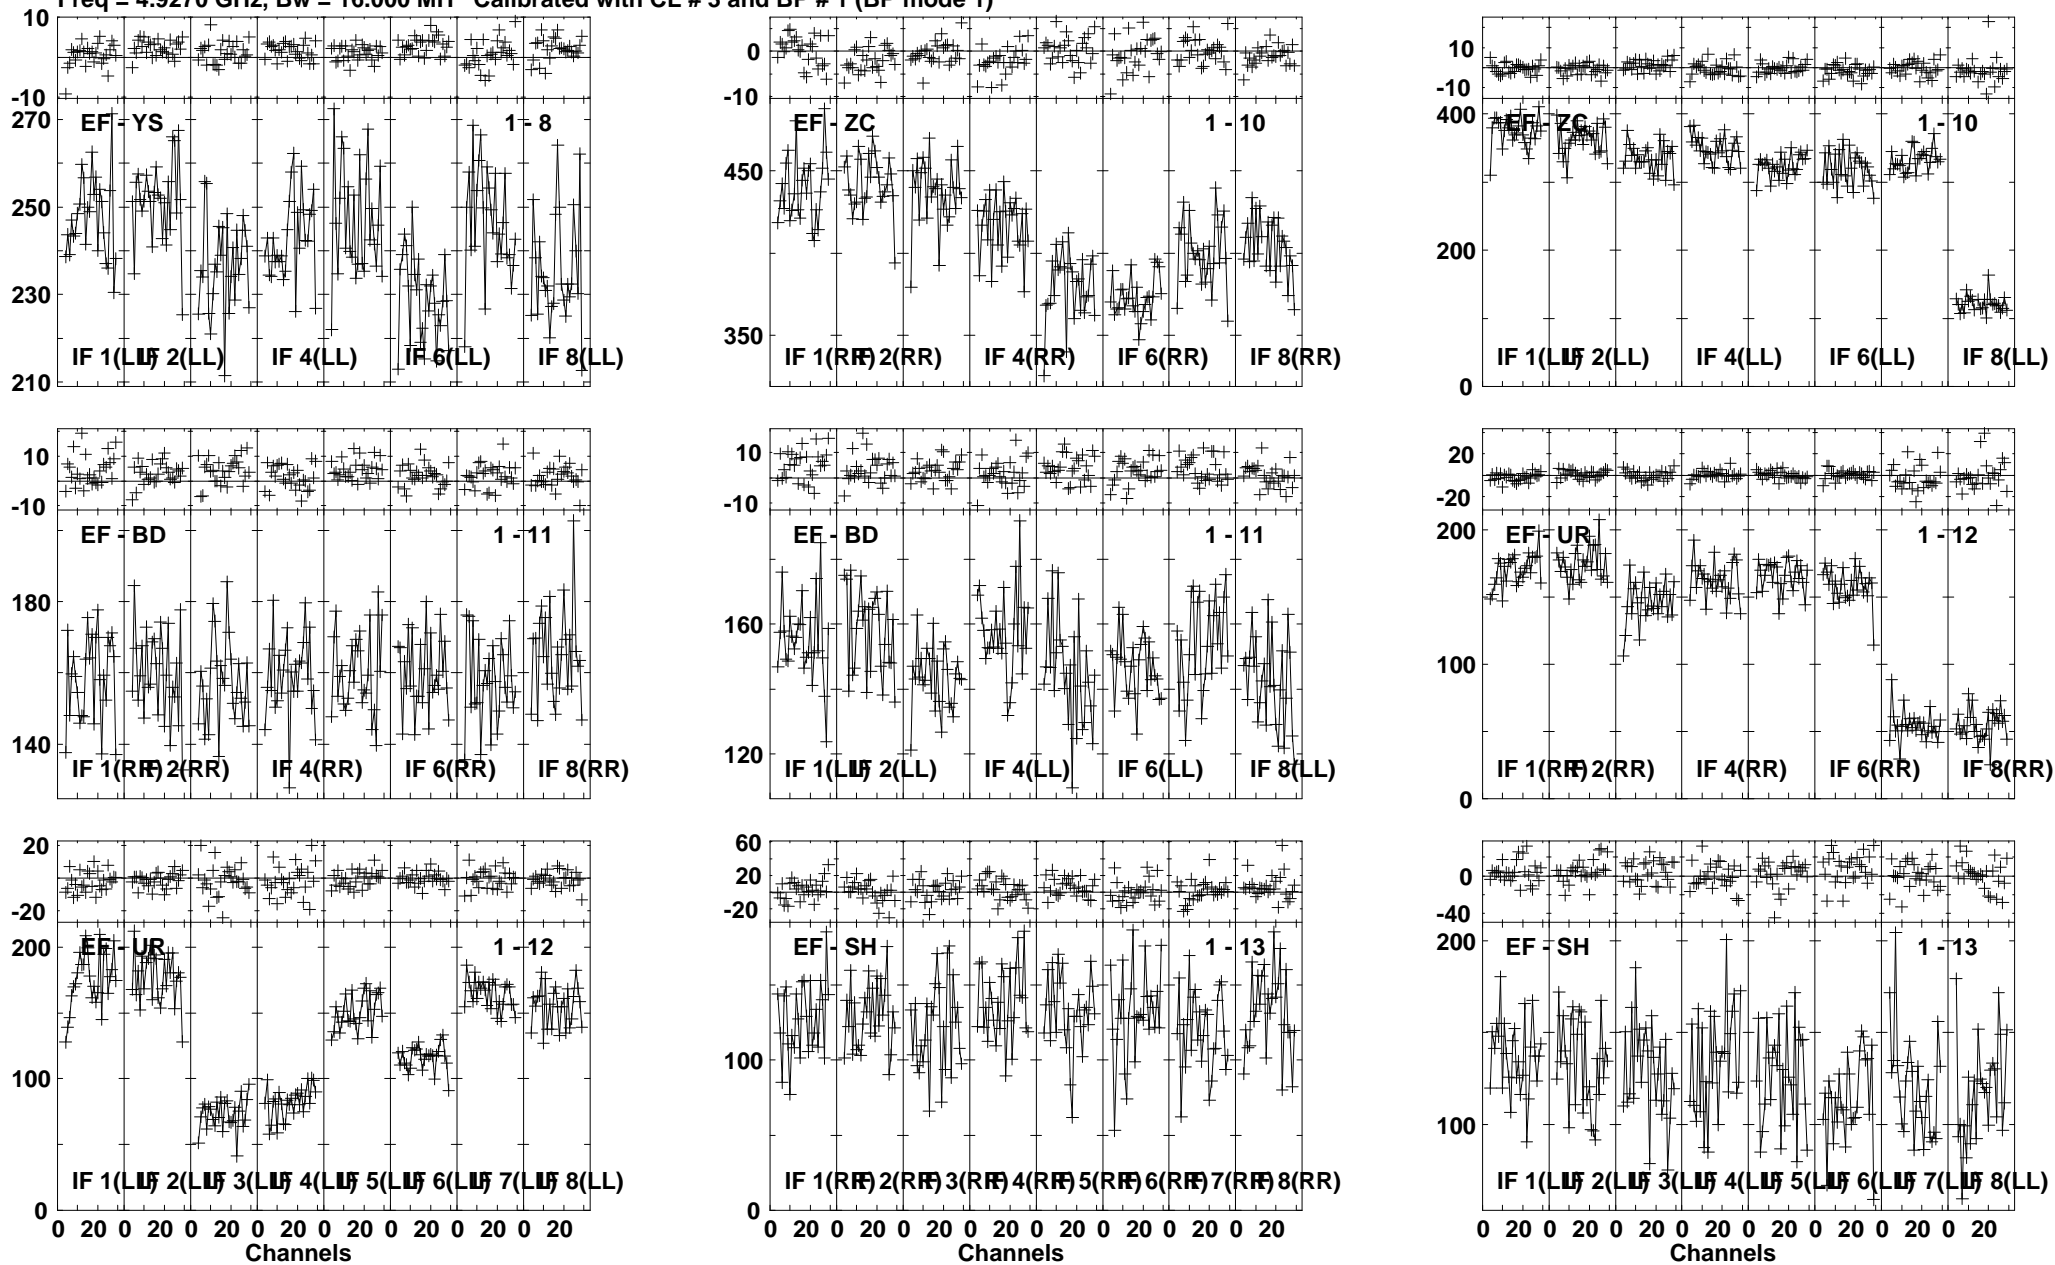 Freq = 4.9270 GHz, Bw = 16.000 MH Calibrated with CL # 3 and BP # 1 (BP mode 1)
10
-10
270
250
230
210
EF - YS
1 - 8
IF 1(LL)
IF 2(LL)
IF 4(LL)
IF 6(LL)
IF 8(LL)
0
-10
450
350
EF - ZC
1 - 10
IF 1(RR)
IF 2(RR)
IF 4(RR)
IF 6(RR)
IF 8(RR)
10
-10
400
200
0
EF - ZC
1 - 10
IF 1(LL)
IF 2(LL)
IF 4(LL)
IF 6(LL)
IF 8(LL)
10
-10
180
140
EF - BD
1 - 11
IF 1(RR)
IF 2(RR)
IF 4(RR)
IF 6(RR)
IF 8(RR)
10
-10
160
120
EF - BD
1 - 11
IF 1(LL)
IF 2(LL)
IF 4(LL)
IF 6(LL)
IF 8(LL)
20
-20
200
100
0
EF - UR
1 - 12
IF 1(RR)
IF 2(RR)
IF 4(RR)
IF 6(RR)
IF 8(RR)
20
-20
200
100
0
EF - UR
1 - 12
IF 1(LL)
IF 2(LL)
IF 3(LL)
IF 4(LL)
IF 5(LL)
IF 6(LL)
IF 7(LL)
IF 8(LL)
0 20 0 20 0 20 0 20 0 20 0 20 0 20 0 20
Channels
60
20
-20
100
0
EF - SH
1 - 13
IF 1(RR)
IF 2(RR)
IF 3(RR)
IF 4(RR)
IF 5(RR)
IF 6(RR)
IF 7(RR)
IF 8(RR)
0 20 0 20 0 20 0 20 0 20 0 20 0 20 0 20
Channels
0
-40
200
100
EF - SH
1 - 13
IF 1(LL)
IF 2(LL)
IF 3(LL)
IF 4(LL)
IF 5(LL)
IF 6(LL)
IF 7(LL)
IF 8(LL)
0 20 0 20 0 20 0 20 0 20 0 20 0 20 0 20
Channels